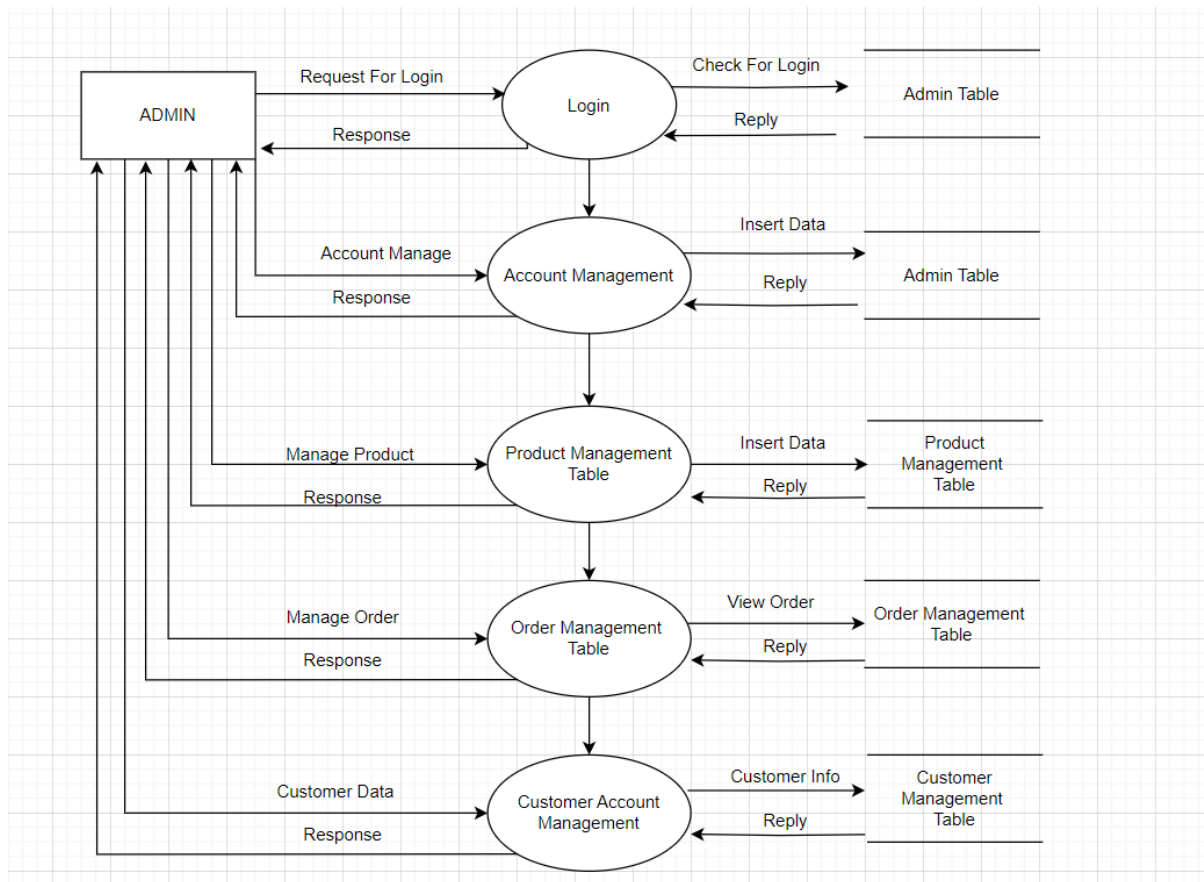 Request For Login
Check For Login
ADMIN
Login
Admin Table
Response
Reply
Insert Data
Account Manage
Account Management
Admin Table
Response
Reply
Manage Product
Product Management
Table
Insert Data
Product
Management
Table
Response
Reply
Manage Order
Order Management
Table
View Order
Order Management
Table
Response
Reply
Customer Data
Customer Account
Management
Customer Info
Customer
Management
Table
Response
Reply